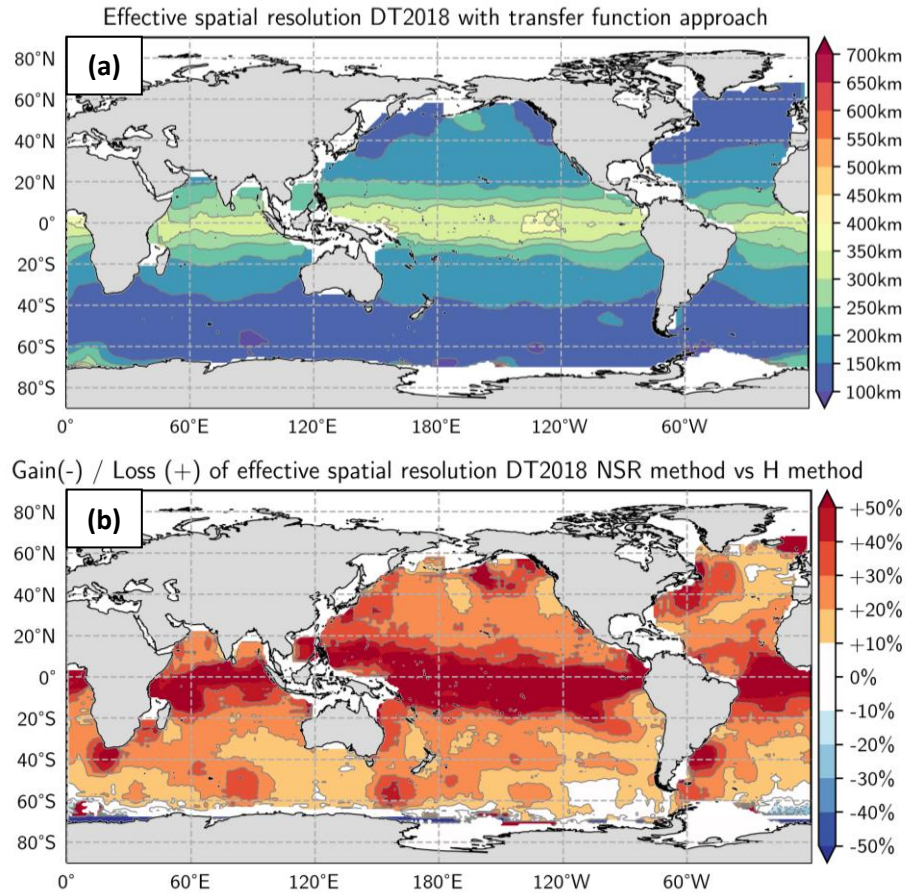 Effective spatial resolution DT2018 with transfer function approach
(a)
80°N
60°N
40°N
20°N
0°
20°S
40°S
60°S
80°S
0°
60°E
120°E
180°E
120°W
60°W
700km
650km
600km
550km
500km
450km
400km
350km
300km
250km
200km
150km
100km
Gain(-) / Loss (+) of effective spatial resolution DT2018 NSR method vs H method
(b)
80°N
60°N
40°N
20°N
0°
20°S
40°S
60°S
80°S
0°
60°E
120°E
180°E
120°W
60°W
+50%
+40%
+30%
+20%
+10%
0%
-10%
-20%
-30%
-40%
-50%